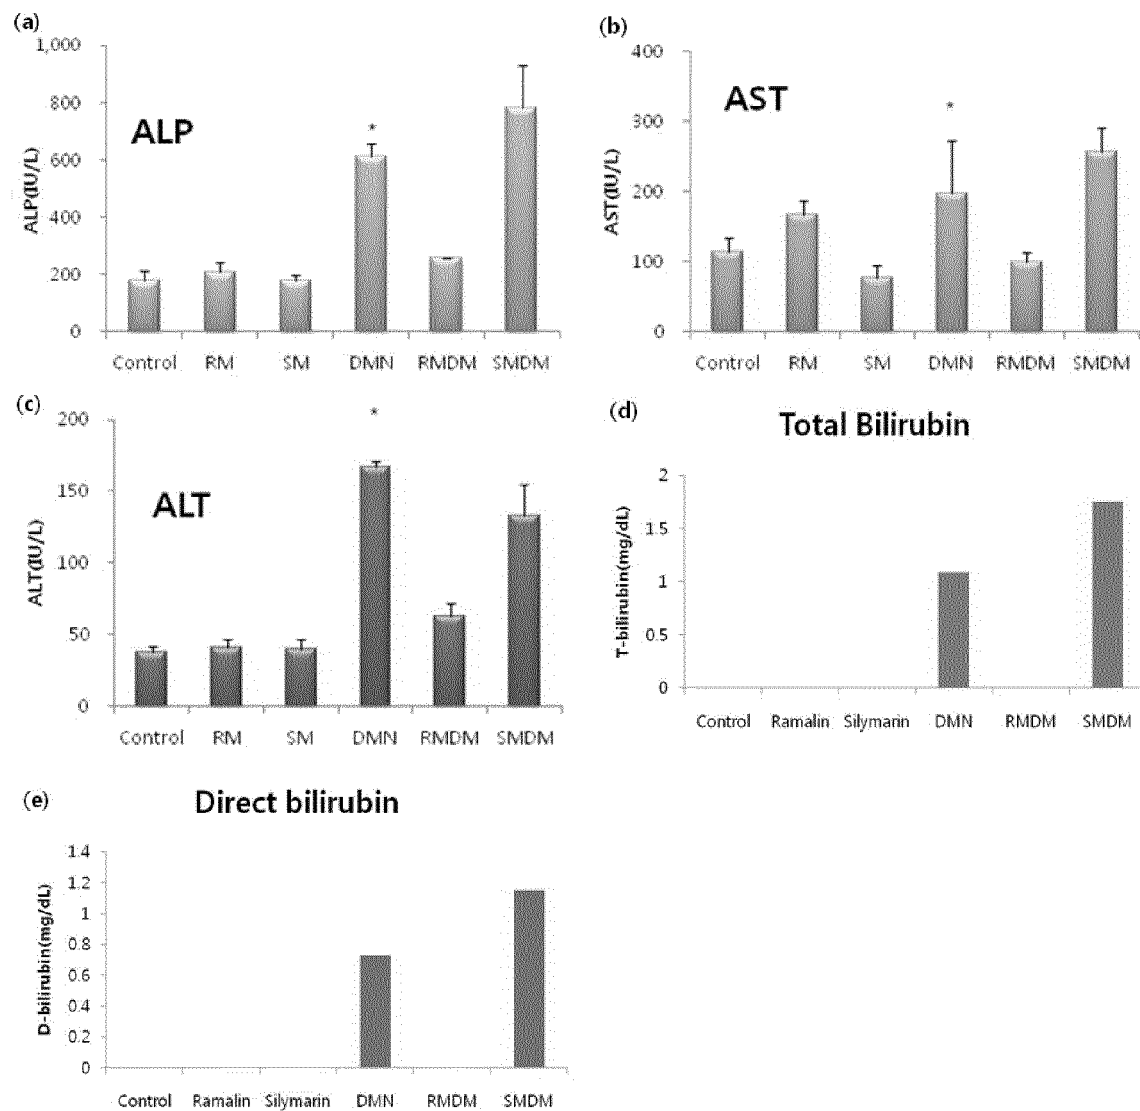 (a)
1,000
800
600
400
200
0
ALP(IU/L)
ALP
*
Control RM SM DMN RMDM SMDM
(b)
400
300
200
100
0
AST(IU/L)
AST
*
Control RM SM DMN RMDM SMDM
(c)
200
150
100
50
0
ALT(IU/L)
ALT
*
Control RM SM DMN RMDM SMDM
(d)
Total Bilirubin
2
1.5
1
0.5
0
T-bilirubin(mg/dL)
Control Ramalin Silymarin DMN RMDM SMDM
(e)
Direct bilirubin
1.4
1.2
1
0.8
0.6
0.4
0.2
0
D-bilirubin(mg/dL)
Control Ramalin Silymarin DMN RMDM SMDM